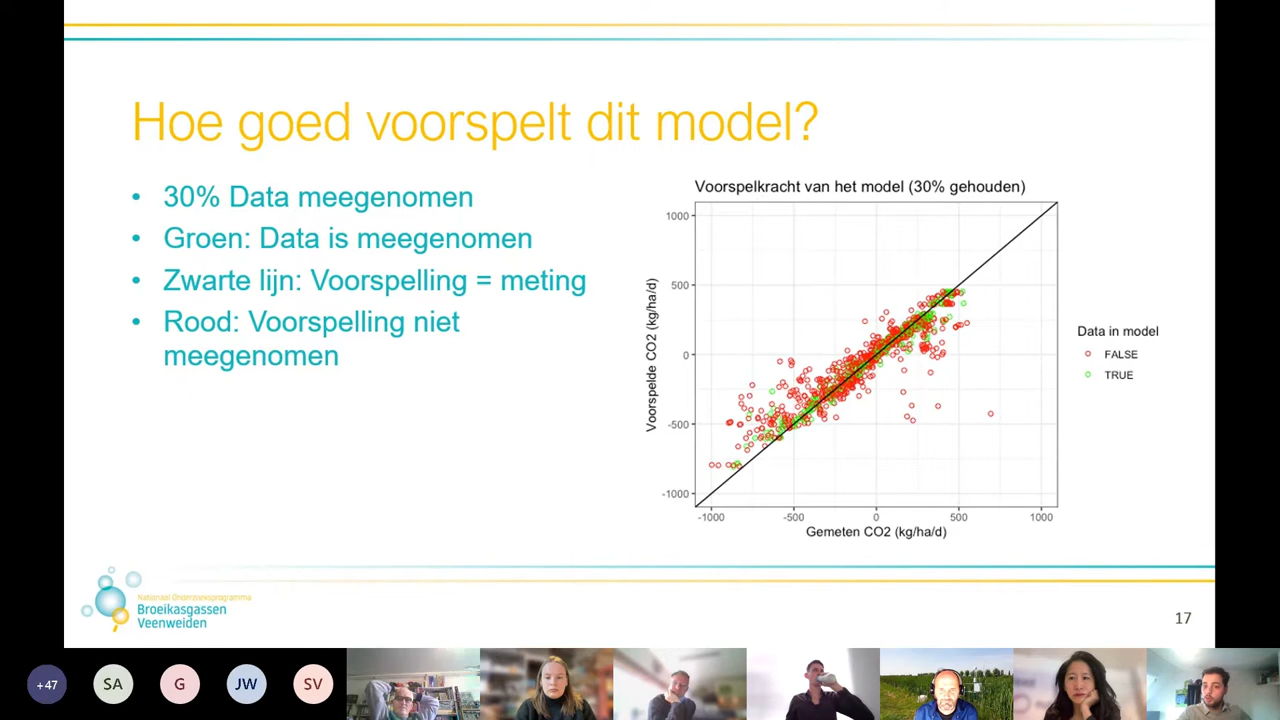 Hoe goed voorspelt dit model?
• 30% Data meegenomen
• Groen: Data is meegenomen
• Zwarte lijn: Voorspelling = meting
• Rood: Voorspelling niet
meegenomen
Voorspelkracht van het model (30% gehouden)
Voorspelde CO2 (kg/ha/d)
1000
500
0
-500
-1000
-1000 -500 0 500 1000
Gemeten CO2 (kg/ha/d)
Data in model
FALSE
TRUE
Nationaal Onderzoeksprogramma
Broeikasgassen
Veenweiden
17
+47 SA G JW SV